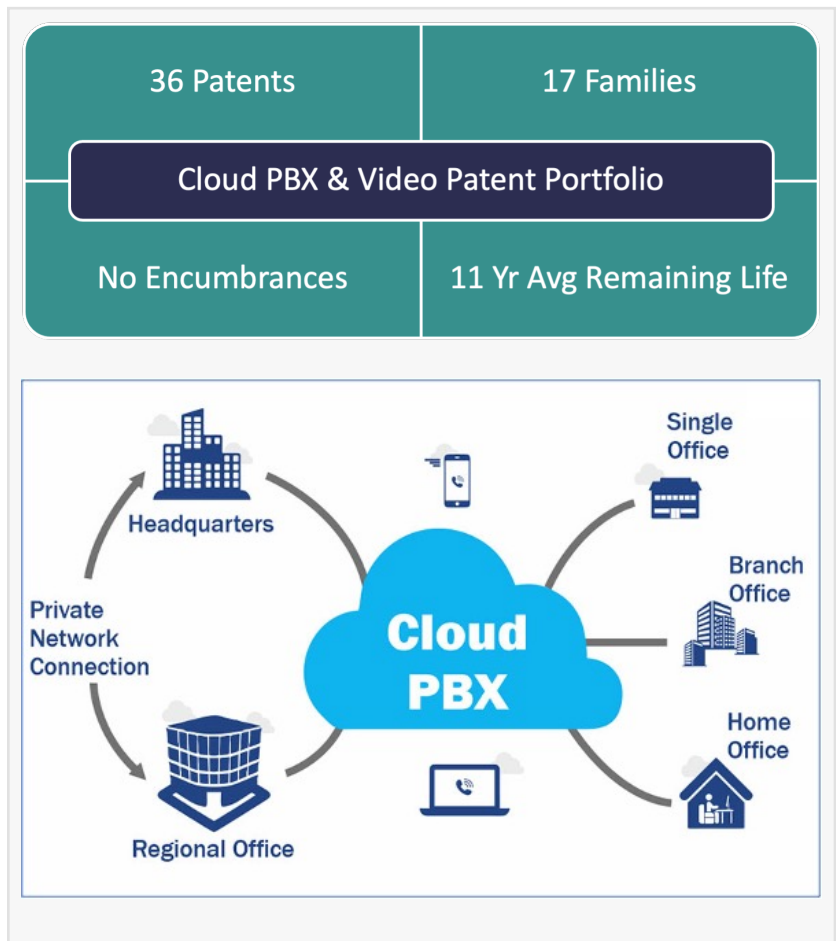 36 Patents
17 Families
Cloud PBX & Video Patent Portfolio
No Encumbrances
11 Yr Avg Remaining Life
Single
Office
Headquarters
Branch
Office
Private
Network
Connection
Cloud
PBX
Home
Office
Regional Office